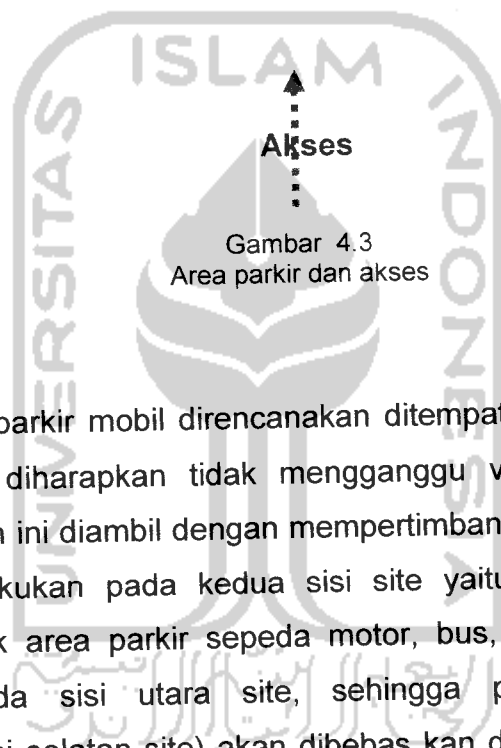 ISLAM
UNIVERSITAS
INDONESIA
Akses
Gambar 4.3
Area parkir dan akses
parkir mobil direncanakan ditempat
diharapkan tidak mengganggu
ini diambil dengan mempertimban
kukan pada kedua sisi site yaitu
area parkir sepeda motor, bus,
da sisi utara site, sehingga
selatan site) akan dibebas kan